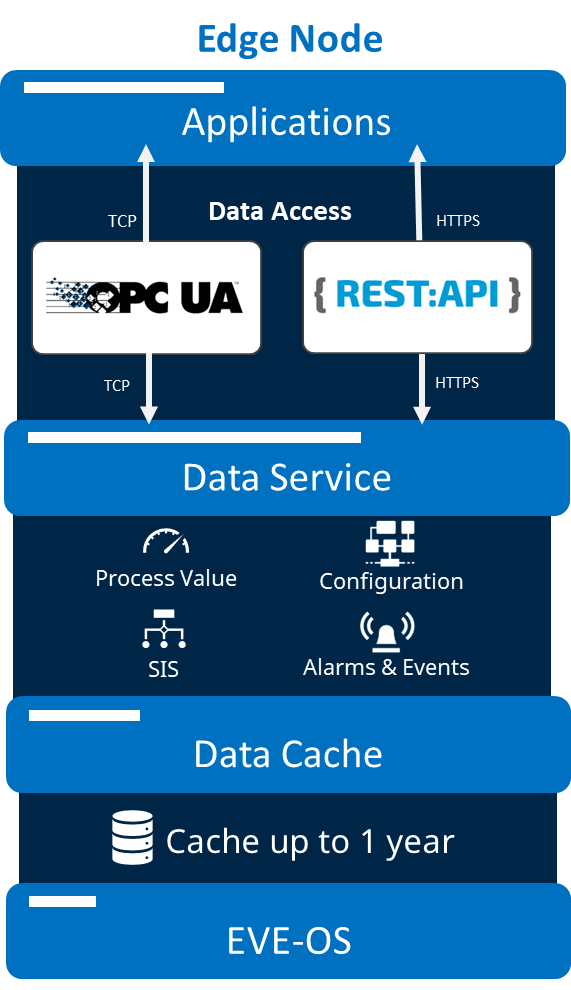 Edge Node
Applications
Data Access
TCP
HTTPS
OPC UA
{ REST:API }
TCP
HTTPS
Data Service
Process Value
Configuration
SIS
Alarms & Events
Data Cache
Cache up to 1 year
EVE-OS